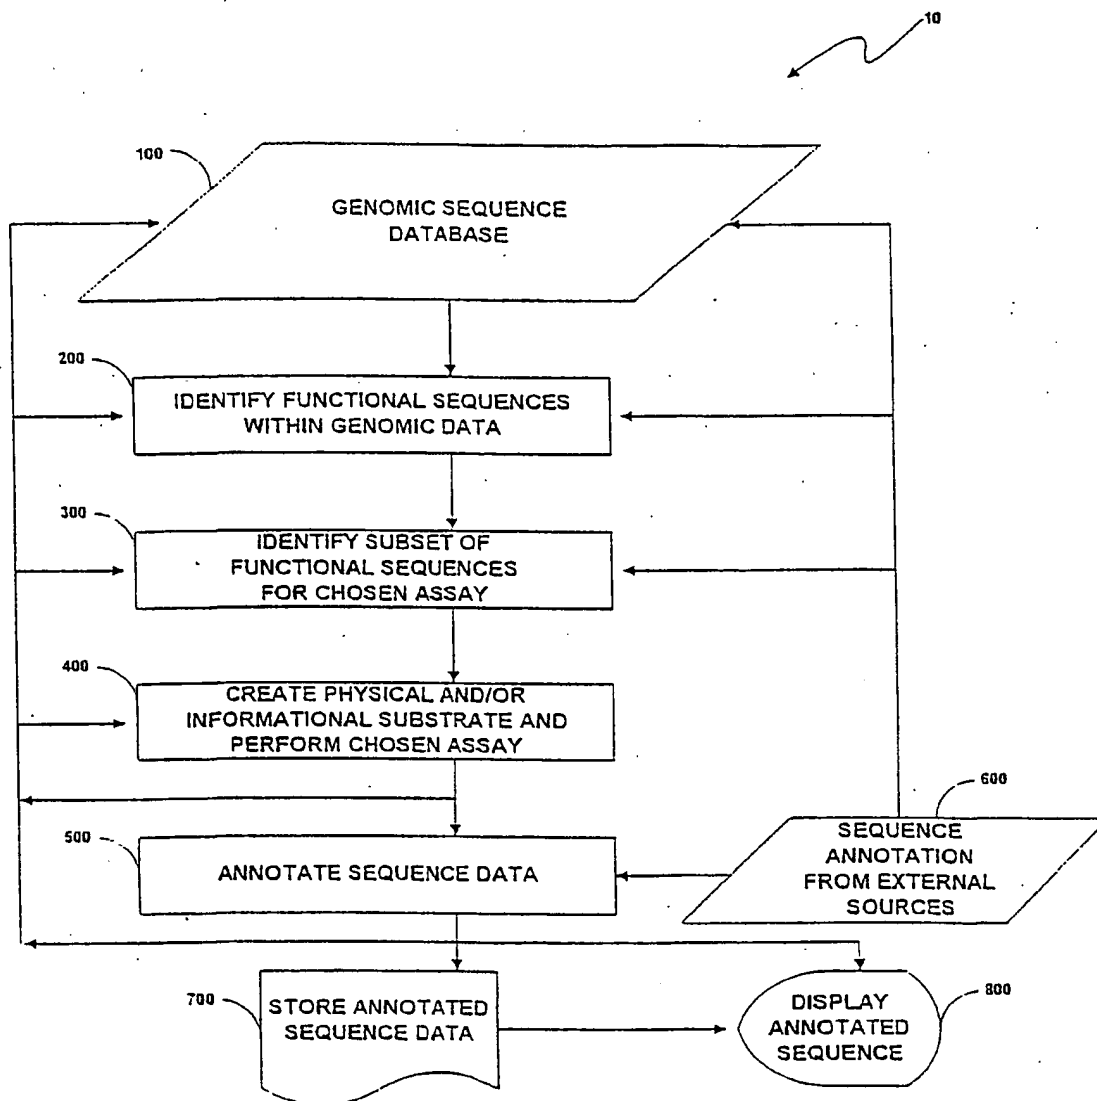 10
100
GENOMIC SEQUENCE
DATABASE
200
IDENTIFY FUNCTIONAL SEQUENCES
WITHIN GENOMIC DATA
300
IDENTIFY SUBSET OF
FUNCTIONAL SEQUENCES
FOR CHOSEN ASSAY
400
CREATE PHYSICAL AND/OR
INFORMATIONAL SUBSTRATE AND
PERFORM CHOSEN ASSAY
500
ANNOTATE SEQUENCE DATA
600
SEQUENCE
ANNOTATION
FROM EXTERNAL
SOURCES
700
STORE ANNOTATED
SEQUENCE DATA
800
DISPLAY
ANNOTATED
SEQUENCE